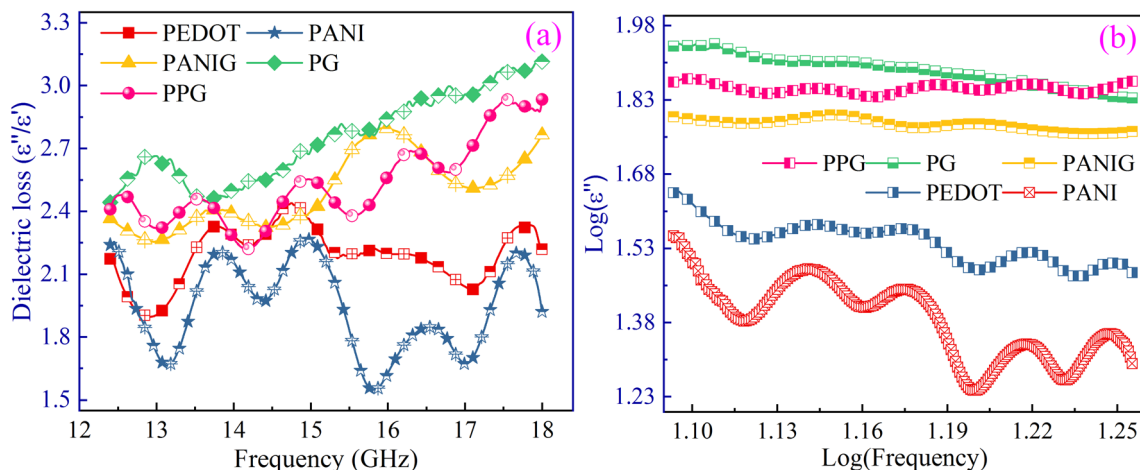 (a)
PEDOT PANI
PANIG PG
PPG
Dielectric loss (ε''/ε')
3.3
3.0
2.7
2.4
2.1
1.8
1.5
12 13 14 15 16 17 18
Frequency (GHz)
(b)
Log(ε'')
1.98
1.83
1.68
1.53
1.38
1.23
PPG PG PANIG
PEDOT PANI
1.10 1.13 1.16 1.19 1.22 1.25
Log(Frequency)